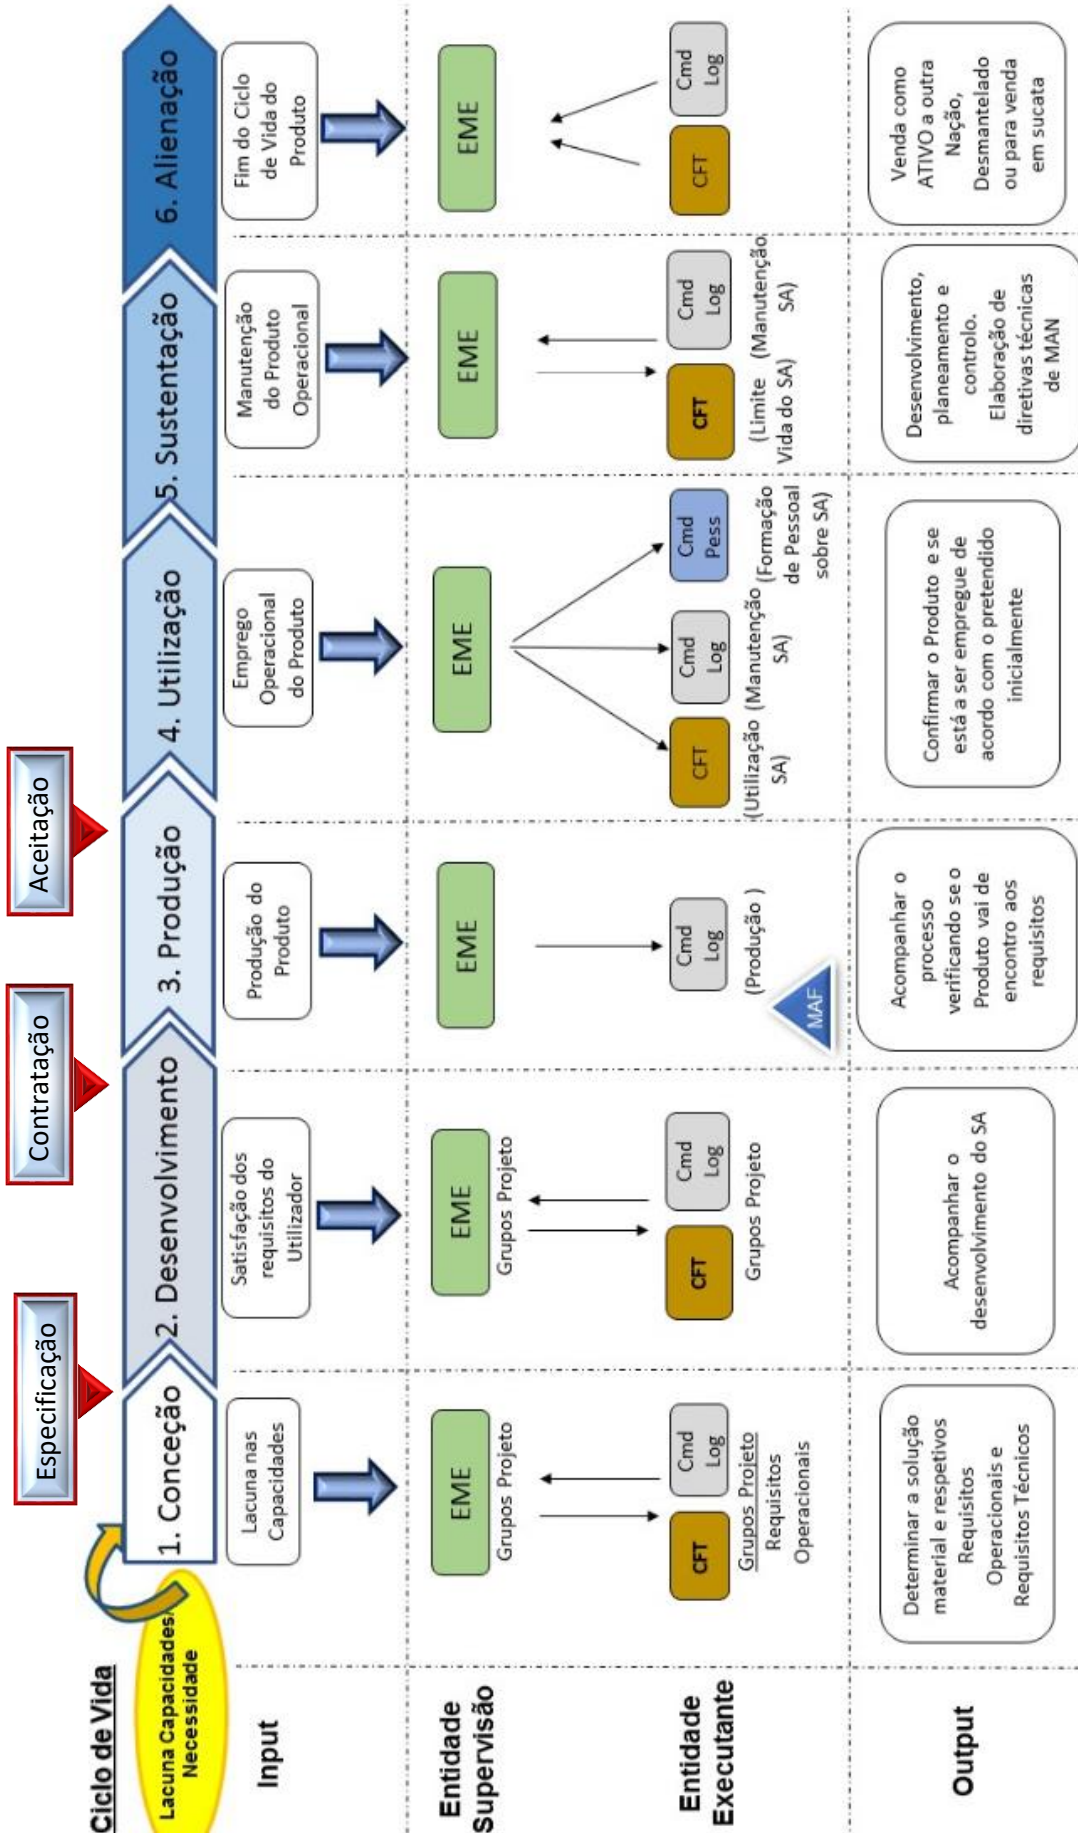 Especificação
Contratação
Aceitação
Ciclo de Vida
Lacuna Capacidades/
Necessidade
1. Conceção
2. Desenvolvimento
3. Produção
4. Utilização
5. Sustentação
6. Alienação
Input
Lacuna nas
Capacidades
Satisfação dos
requisitos do
Utilizador
Produção do
Produto
Emprego
Operacional
do Produto
Manutenção
do Produto
Operacional
Fim do Ciclo
de Vida do
Produto
Entidade
Supervisão
EME
Grupos Projeto
EME
Grupos Projeto
EME
EME
EME
EME
Entidade
Executante
CFT
Cmd
Log
Grupos Projeto
Requisitos
Operacionais
CFT
Cmd
Log
Grupos Projeto
Cmd
Log
(Produção )
MAF
CFT
(Utilização
SA)
Cmd
Log
(Manutenção
SA)
Cmd
Pess
(Formação
de Pessoal
sobre SA)
CFT
(Limite
Vida do SA)
Cmd
Log
(Manutenção
SA)
CFT
Cmd
Log
Output
Determinar a solução
material e respetivos
Requisitos
Operacionais e
Requisitos Técnicos
Acompanhar o
desenvolvimento do SA
Acompanhar o
processo
verificando se o
Produto vai de
encontro aos
requisitos
Confirmar o Produto e se
está a ser empregue de
acordo com o pretendido
inicialmente
Desenvolvimento,
planeamento e
controlo.
Elaboração de
diretivas técnicas
de MAN
Venda como
ATIVO a outra
Nação,
Desmantelado
ou para venda
em sucata